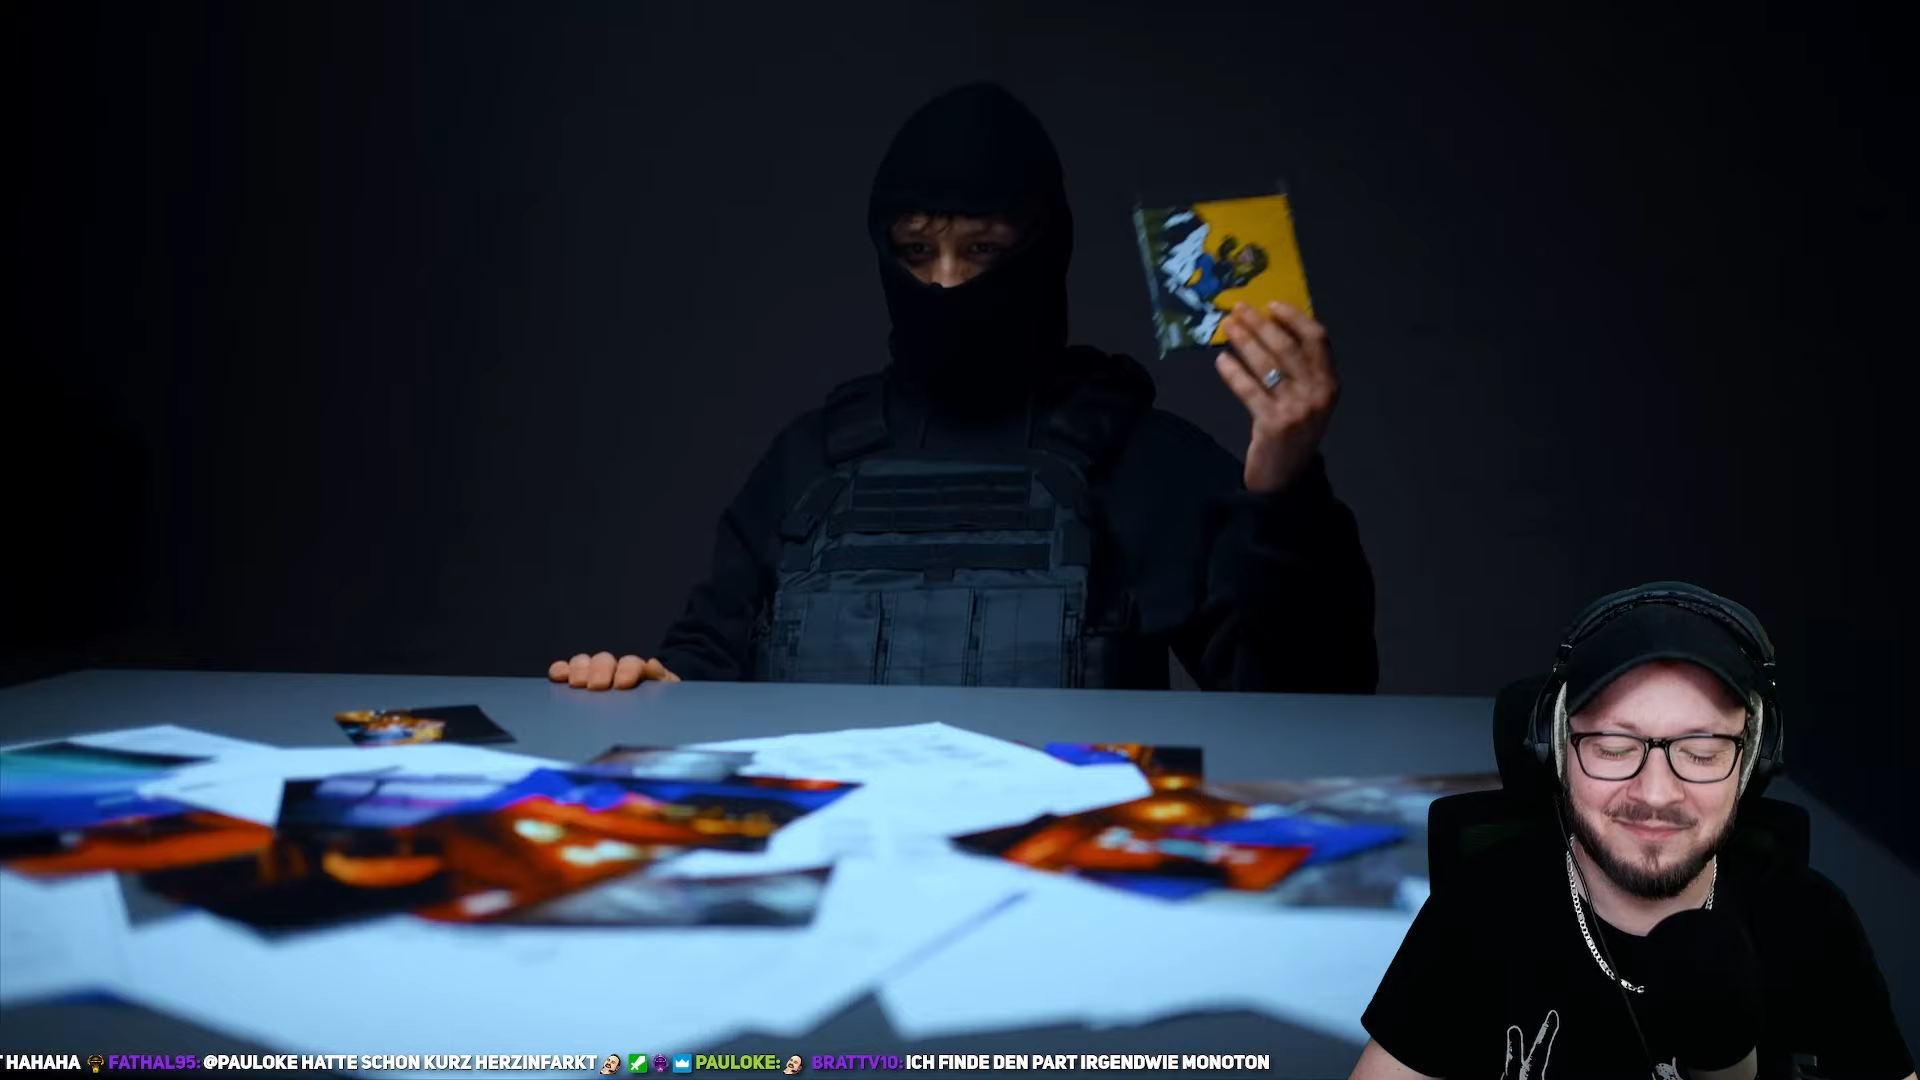 T HAHAHA FATHAL95: @PAULOKE HATTE SCHON KURZ HERZINFARKT PAULOKE: BRATTV10: ICH FINDE DEN PART IRGENDWIE MONOTON